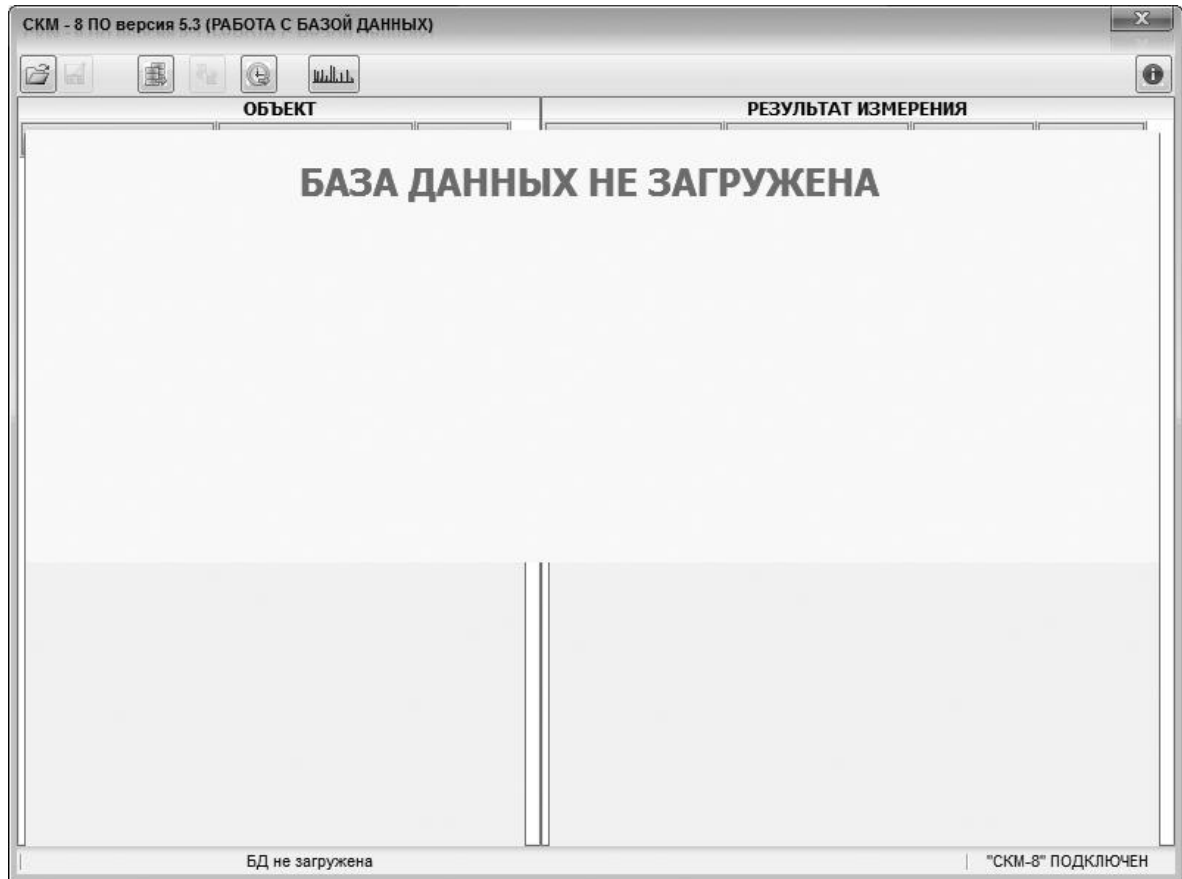 СКМ - 8 ПО версия 5.3 (РАБОТА С БАЗОЙ ДАННЫХ)
ОБЪЕКТ
РЕЗУЛЬТАТ ИЗМЕРЕНИЯ
БАЗА ДАННЫХ НЕ ЗАГРУЖЕНА
БД не загружена
"СКМ-8" ПОДКЛЮЧЕН